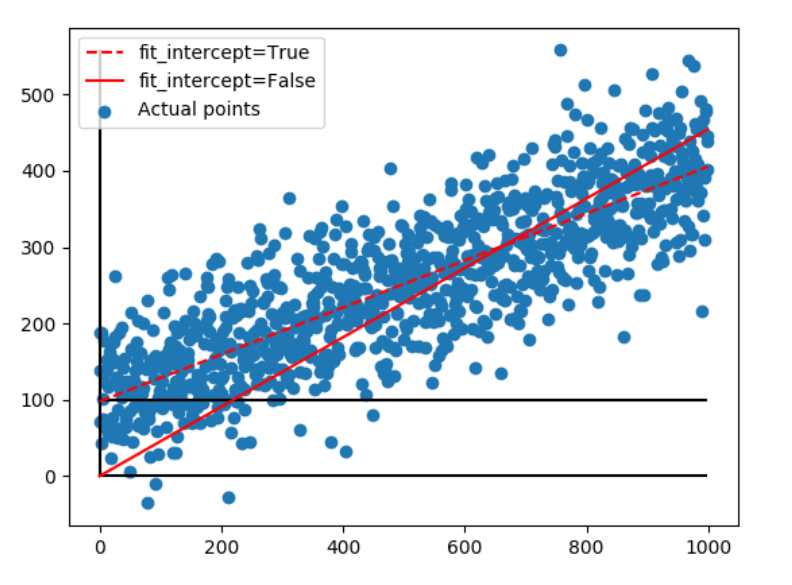 fit_intercept=True
fit_intercept=False
Actual points
500
400
300
200
100
0
0 200 400 600 800 1000